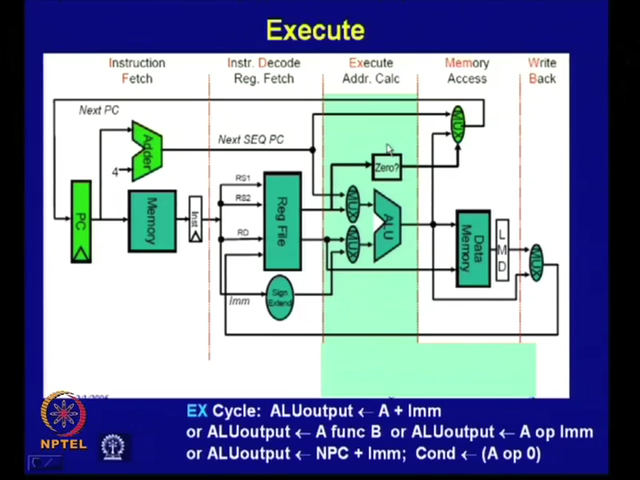 Execute
Instruction Fetch
Instr. Decode Reg. Fetch
Execute Addr. Calc
Memory Access
Write Back
Next PC
Next SEQ PC
Adder
4
PC
Memory
Inst
RS1
RS2
RD
Imm
Reg File
Sign Extend
MUX
MUX
Zero?
ALU
MUX
Data Memory
LMD
MUX
NPTEL
EX Cycle: ALUoutput ← A + Imm
or ALUoutput ← A func B or ALUoutput ← A op Imm
or ALUoutput ← NPC + Imm; Cond ← (A op 0)